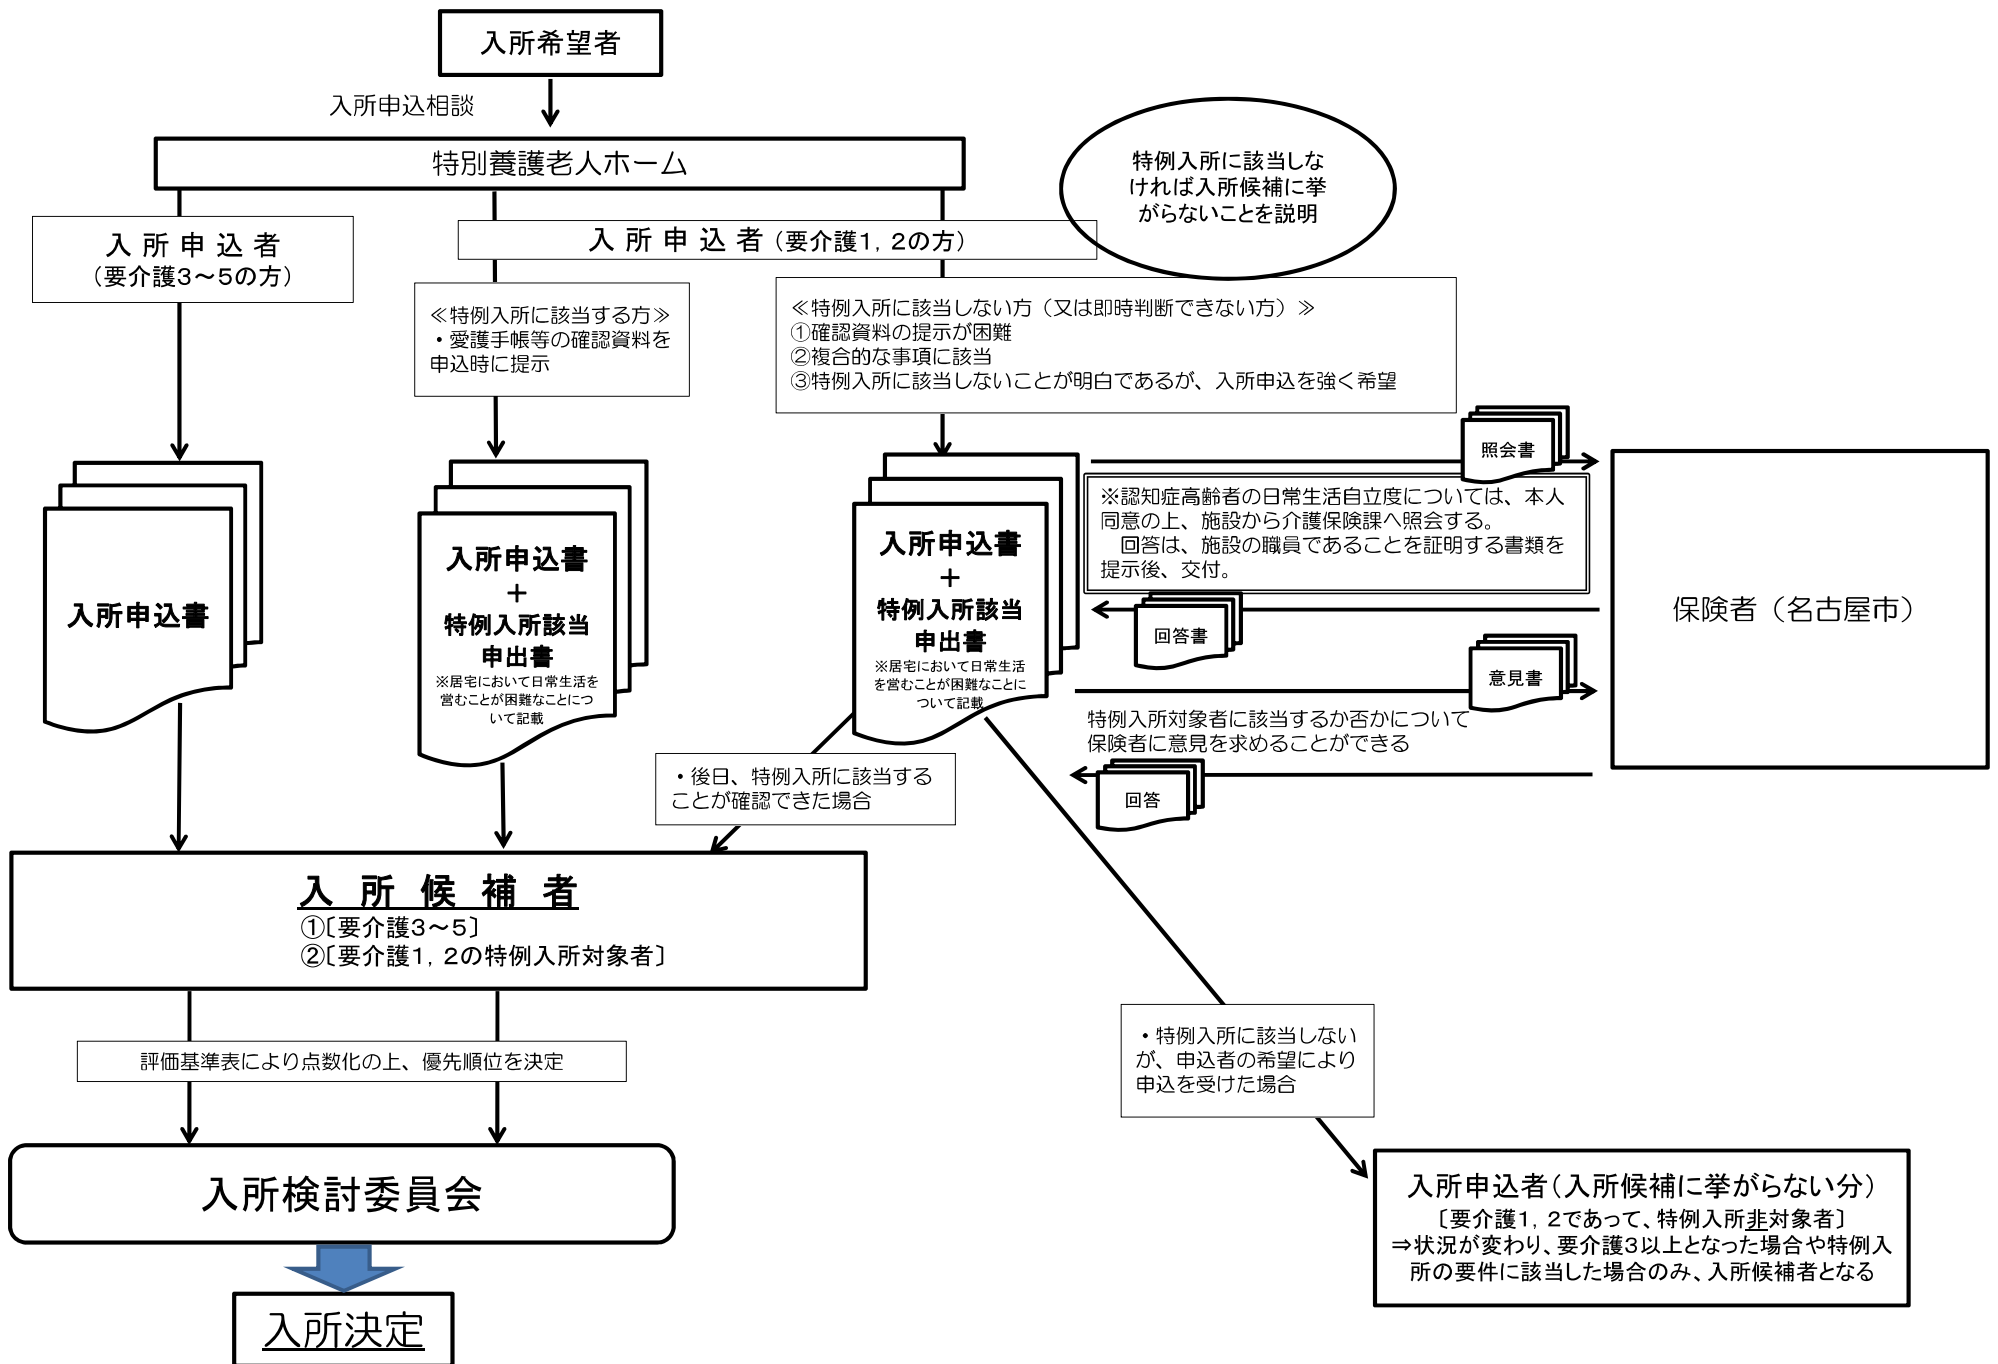 入所希望者
入所申込相談
特別養護老人ホーム
特例入所に該当しな
ければ入所候補に挙
がらないことを説明
入所申込者
（要介護3～5の方）
入所申込者（要介護1，2の方）
≪特例入所に該当する方≫
・愛護手帳等の確認資料を
申込時に提示
≪特例入所に該当しない方（又は即時判断できない方）≫
①確認資料の提示が困難
②複合的な事項に該当
③特例入所に該当しないことが明白であるが、入所申込を強く希望
入所申込書
入所申込書
＋
特例入所該当
申出書
※居宅において日常生活を
営むことが困難なことにつ
いて記載
入所申込書
＋
特例入所該当
申出書
※居宅において日常生活
を営むことが困難なことに
ついて記載
照会書
※認知症高齢者の日常生活自立度については、本人
同意の上、施設から介護保険課へ照会する。
　回答は、施設の職員であることを証明する書類を
提示後、交付。
回答書
意見書
特例入所対象者に該当するか否かについて
保険者に意見を求めることができる
回答
保険者（名古屋市）
・後日、特例入所に該当する
ことが確認できた場合
入所候補者
①〔要介護3～5〕
②〔要介護1，2の特例入所対象者〕
評価基準表により点数化の上、優先順位を決定
・特例入所に該当しない
が、申込者の希望により
申込を受けた場合
入所検討委員会
入所申込者（入所候補に挙がらない分）
〔要介護1，2であって、特例入所非対象者〕
⇒状況が変わり、要介護3以上となった場合や特例入
所の要件に該当した場合のみ、入所候補者となる
入所決定